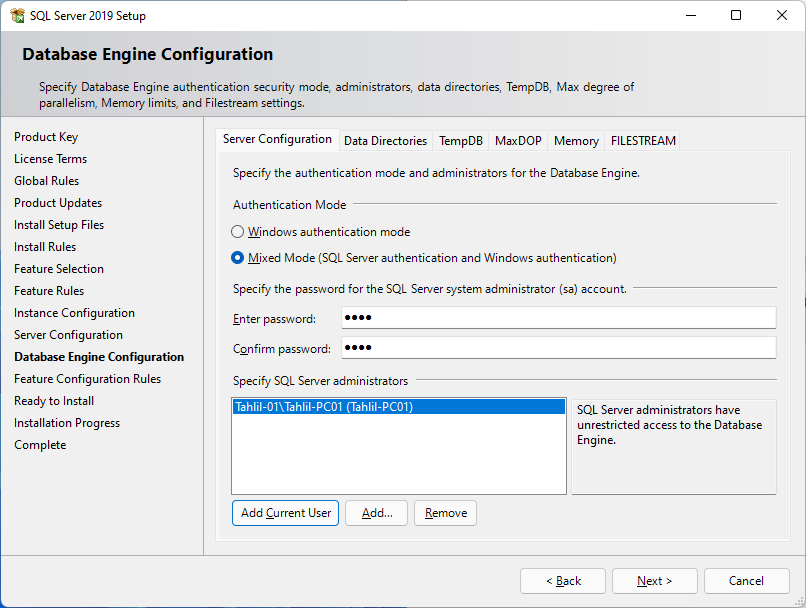 SQL Server 2019 Setup
Database Engine Configuration
Specify Database Engine authentication security mode, administrators, data directories, TempDB, Max degree of
parallelism, Memory limits, and Filestream settings.
Product Key
License Terms
Global Rules
Product Updates
Install Setup Files
Install Rules
Feature Selection
Feature Rules
Instance Configuration
Server Configuration
Database Engine Configuration
Feature Configuration Rules
Ready to Install
Installation Progress
Complete
Server Configuration Data Directories TempDB MaxDOP Memory FILESTREAM
Specify the authentication mode and administrators for the Database Engine.
Authentication Mode
Windows authentication mode
Mixed Mode (SQL Server authentication and Windows authentication)
Specify the password for the SQL Server system administrator (sa) account.
Enter password: ●●●●
Confirm password: ●●●●
Specify SQL Server administrators
Tahlil-01\Tahlil-PC01 (Tahlil-PC01)
SQL Server administrators have
unrestricted access to the Database
Engine.
Add Current User Add... Remove
< Back Next > Cancel